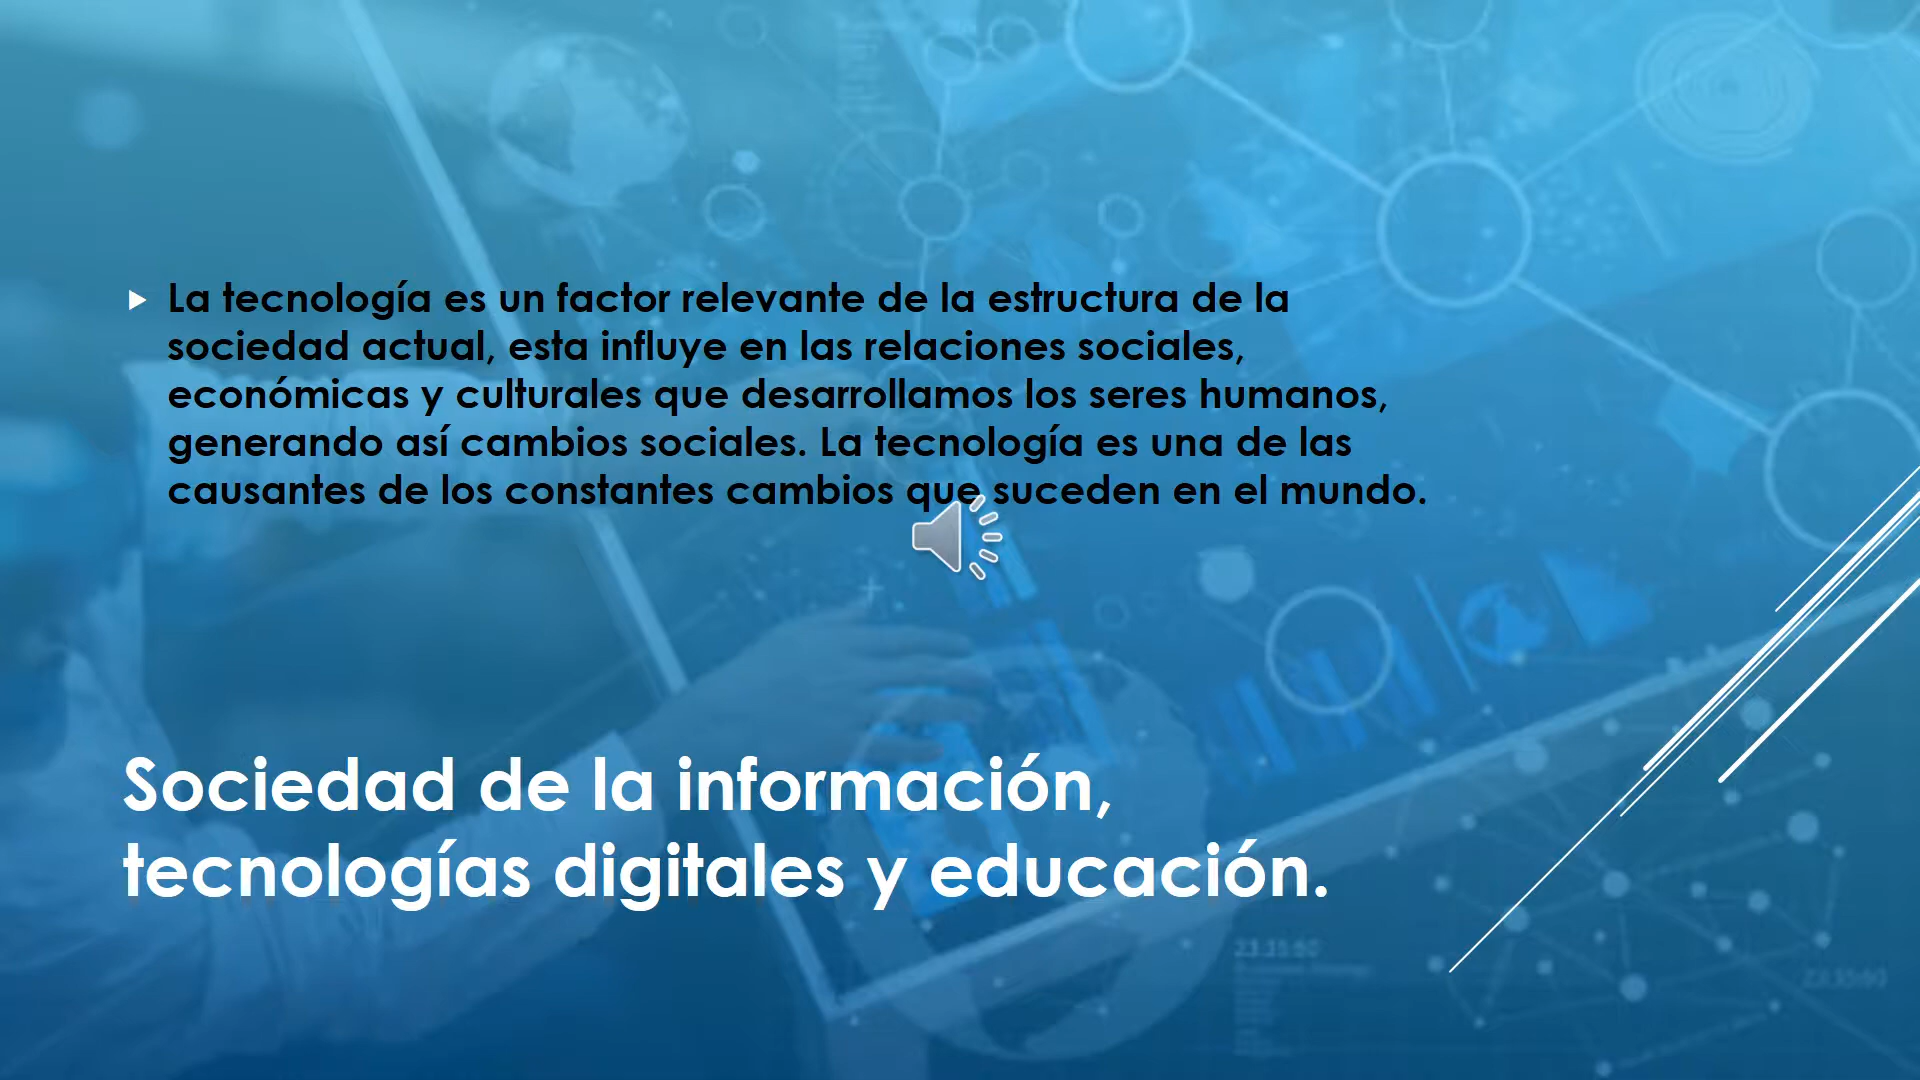 La tecnología es un factor relevante de la estructura de la
sociedad actual, esta influye en las relaciones sociales,
económicas y culturales que desarrollamos los seres humanos,
generando así cambios sociales. La tecnología es una de las
causantes de los constantes cambios que suceden en el mundo.
Sociedad de la información,
tecnologías digitales y educación.